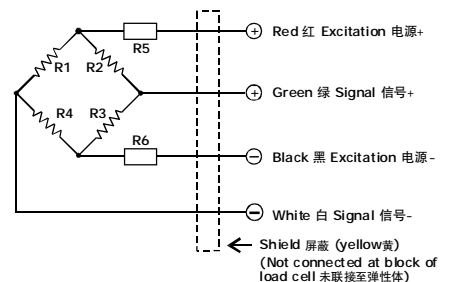 R5
Red 红 Excitation 电源+
R1
R2
Green 绿 Signal 信号+
R4
R3
R6
Black 黑 Excitation 电源-
White 白 Signal 信号-
Shield 屏蔽 (yellow黄)
(Not connected at block of
load cell 未联接至弹性体)